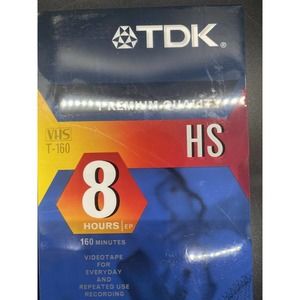 TDK®
PREMIUM QUALITY
VHS
T-160
HS
8
HOURS EP
160 MINUTES
VIDEOTAPE
FOR
EVERYDAY
AND
REPEATED USE
RECORDING